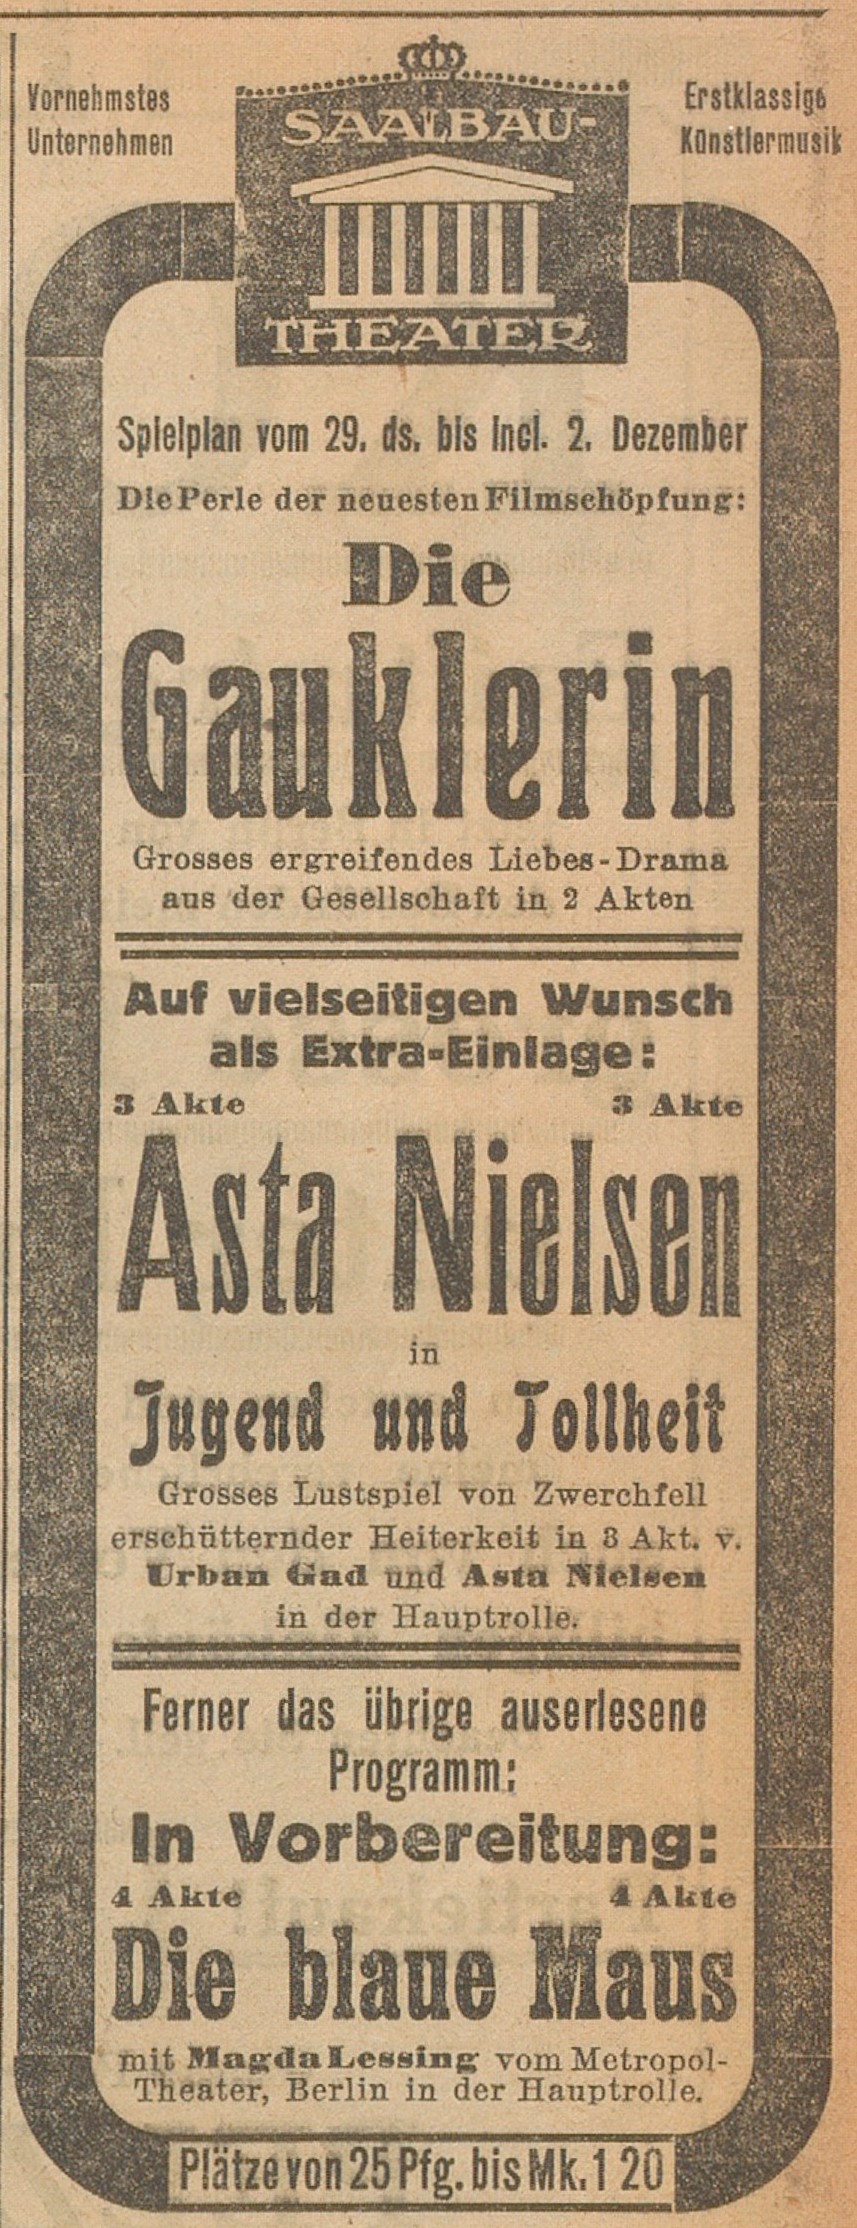 Vornehmstes
Unternehmen
SAALBAU-
THEATER
Erstklassige
Künstlermusik
Spielplan vom 29. ds. bis incl. 2. Dezember
Die Perle der neuesten Filmschöpfung:
Die
Gauklerin
Grosses ergreifendes Liebes-Drama
aus der Gesellschaft in 2 Akten
Auf vielseitigen Wunsch
als Extra-Einlage:
3 Akte 3 Akte
Asta Nielsen
in
Jugend und Tollheit
Grosses Lustspiel von Zwerchfell
erschütternder Heiterkeit in 3 Akt. v.
Urban Gad und Asta Nielsen
in der Hauptrolle.
Ferner das übrige auserlesene
Programm:
In Vorbereitung:
4 Akte 4 Akte
Die blaue Maus
mit Magda Lessing vom Metropol-
Theater, Berlin in der Hauptrolle.
Plätze von 25 Pfg. bis Mk. 1 20